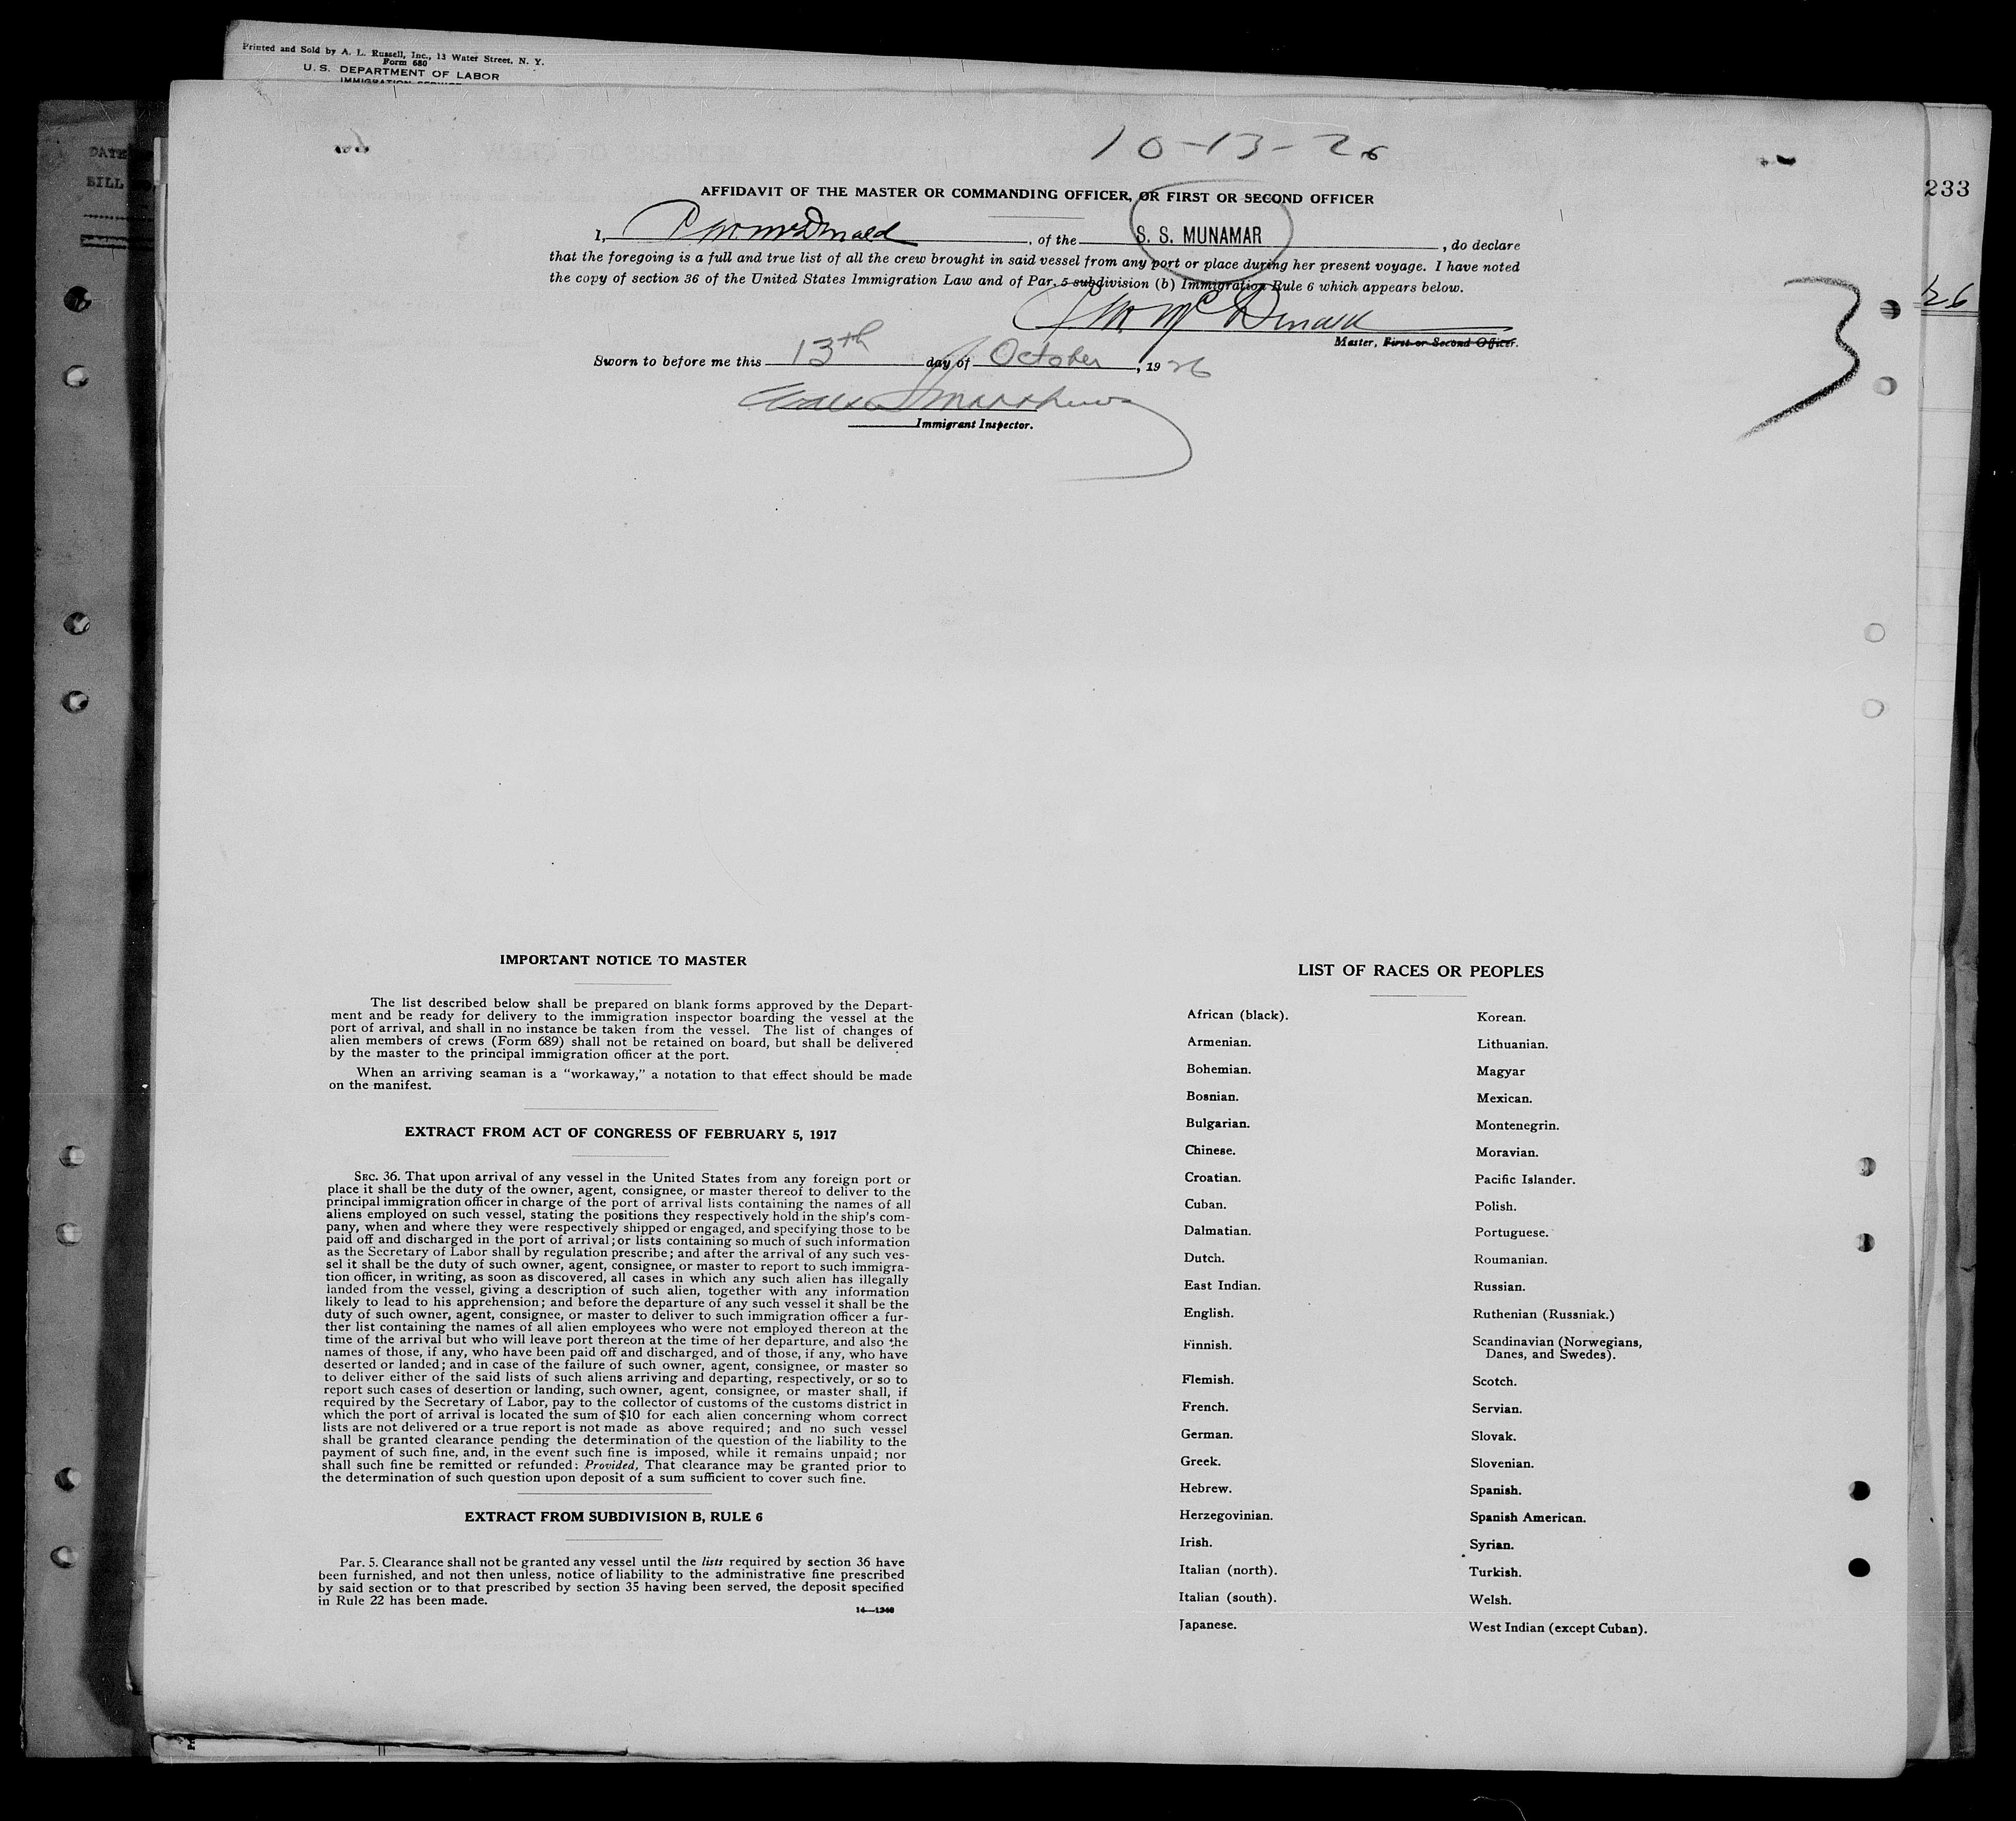 Printed and Sold by A. L. Russell, Inc., 13 Water Street, N. Y.
Form 680
U. S. DEPARTMENT OF LABOR
IMMIGRATION SERVICE
DATE
BILL
10-13-26
233
AFFIDAVIT OF THE MASTER OR COMMANDING OFFICER, OR FIRST OR SECOND OFFICER
I, McDonald, of the S. S. MUNAMAR, do declare
that the foregoing is a full and true list of all the crew brought in said vessel from any port or place during her present voyage. I have noted
the copy of section 36 of the United States Immigration Law and of Par. 5 subdivision (b) Immigration Rule 6 which appears below.
26
3
McDonald
Master, First or Second Officer.
Sworn to before me this 13th day of October, 1926
Immigrant Inspector.
IMPORTANT NOTICE TO MASTER
The list described below shall be prepared on blank forms approved by the Depart-
ment and be ready for delivery to the immigration inspector boarding the vessel at the
port of arrival, and shall in no instance be taken from the vessel. The list of changes of
alien members of crews (Form 689) shall not be retained on board, but shall be delivered
by the master to the principal immigration officer at the port.
When an arriving seaman is a "workaway," a notation to that effect should be made
on the manifest.
EXTRACT FROM ACT OF CONGRESS OF FEBRUARY 5, 1917
SEC. 36. That upon arrival of any vessel in the United States from any foreign port or
place it shall be the duty of the owner, agent, consignee, or master thereof to deliver to the
principal immigration officer in charge of the port of arrival lists containing the names of all
aliens employed on such vessel, stating the positions they respectively hold in the ship's com-
pany, when and where they were respectively shipped or engaged, and specifying those to be
paid off and discharged in the port of arrival; or lists containing so much of such information
as the Secretary of Labor shall by regulation prescribe; and after the arrival of any such ves-
sel it shall be the duty of such owner, agent, consignee, or master to report to such immigra-
tion officer, in writing, as soon as discovered, all cases in which any such alien has illegally
landed from the vessel, giving a description of such alien, together with any information
likely to lead to his apprehension; and before the departure of any such vessel it shall be the
duty of such owner, agent, consignee, or master to deliver to such immigration officer a fur-
ther list containing the names of all alien employees who were not employed thereon at the
time of the arrival but who will leave port thereon at the time of her departure, and also the
names of those, if any, who have been paid off and discharged, and of those, if any, who have
deserted or landed; and in case of the failure of such owner, agent, consignee, or master so
to deliver either of the said lists of such aliens arriving and departing, respectively, or so to
report such cases of desertion or landing, such owner, agent, consignee, or master shall, if
required by the Secretary of Labor, pay to the collector of customs of the customs district in
which the port of arrival is located the sum of $10 for each alien concerning whom correct
lists are not delivered or a true report is not made as above required; and no such vessel
shall be granted clearance pending the determination of the question of the liability to the
payment of such fine, and, in the event such fine is imposed, while it remains unpaid; nor
shall such fine be remitted or refunded: Provided, That clearance may be granted prior to
the determination of such question upon deposit of a sum sufficient to cover such fine.
EXTRACT FROM SUBDIVISION B, RULE 6
Par. 5. Clearance shall not be granted any vessel until the lists required by section 36 have
been furnished, and not then unless, notice of liability to the administrative fine prescribed
by said section or to that prescribed by section 35 having been served, the deposit specified
in Rule 22 has been made.
14—1240
LIST OF RACES OR PEOPLES
African (black).
Armenian.
Bohemian.
Bosnian.
Bulgarian.
Chinese.
Croatian.
Cuban.
Dalmatian.
Dutch.
East Indian.
English.
Finnish.
Flemish.
French.
German.
Greek.
Hebrew.
Herzegovinian.
Irish.
Italian (north).
Italian (south).
Japanese.
Korean.
Lithuanian.
Magyar
Mexican.
Montenegrin.
Moravian.
Pacific Islander.
Polish.
Portuguese.
Roumanian.
Russian.
Ruthenian (Russniak.)
Scandinavian (Norwegians,
Danes, and Swedes).
Scotch.
Servian.
Slovak.
Slovenian.
Spanish.
Spanish American.
Syrian.
Turkish.
Welsh.
West Indian (except Cuban).